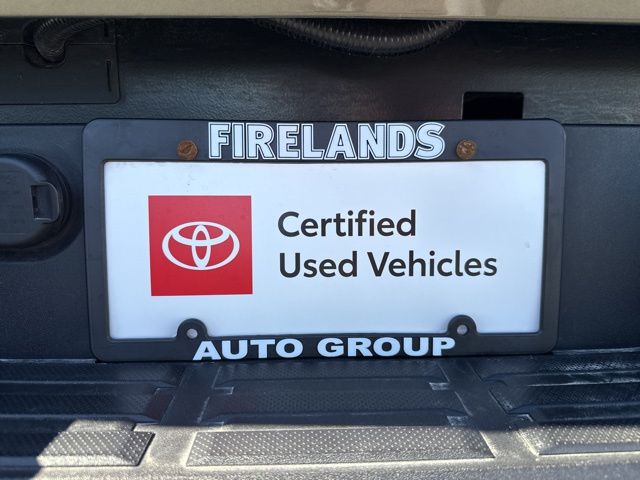 FIRELANDS
Certified
Used Vehicles
AUTO GROUP